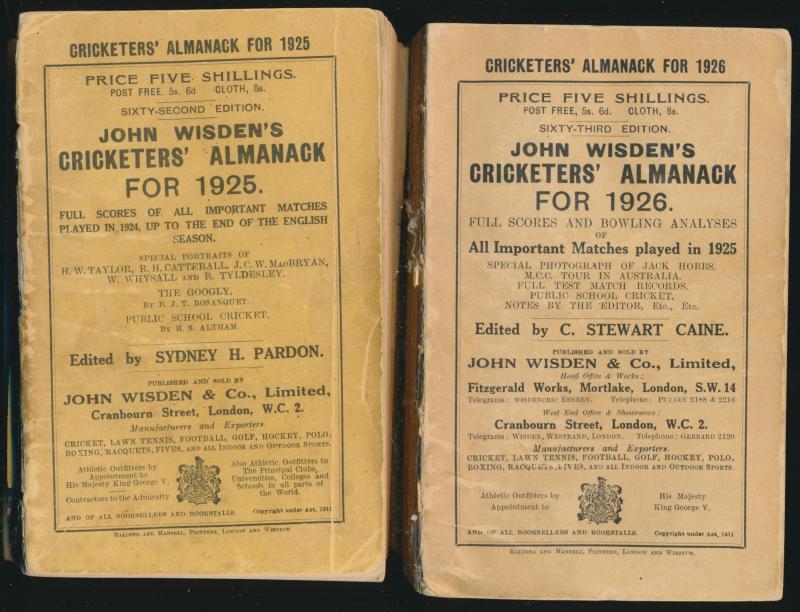 CRICKETERS' ALMANACK FOR 1925
PRICE FIVE SHILLINGS.
POST FREE. 5s. 6d CLOTH, 8s.
SIXTY-SECOND EDITION.
JOHN WISDEN'S
CRICKETERS' ALMANACK
FOR 1925.
FULL SCORES OF ALL IMPORTANT MATCHES
PLAYED IN 1924, UP TO THE END OF THE ENGLISH
SEASON.
SPECIAL PORTRAITS OF
H. W. TAYLOR, R. H. CATTERALL, J. C. W. MacBRYAN,
W. WHYSALL AND R. TYLDESLEY.
THE GOOGLY.
By B. J. T. BOSANQUET.
PUBLIC SCHOOL CRICKET.
By H. S. ALTHAM.
Edited by SYDNEY H. PARDON.
PUBLISHED AND SOLD BY
JOHN WISDEN & Co., Limited,
Cranbourn Street, London, W.C. 2.
Manufacturers and Exporters.
CRICKET, LAWN TENNIS, FOOTBALL, GOLF, HOCKEY, POLO,
BOXING, RACQUETS, FIVES, AND ALL INDOOR AND OUTDOOR SPORTS.
Athletic Outfitters by
Appointment to
His Majesty King George V.
Contractors to the Admiralty
Also Athletic Outfitters to
The Principal Clubs,
Universities, Colleges and
Schools in all parts of
the World.
AND OF ALL BOOKSELLERS AND BOOKSTALLS. Copyright under Act, 1911
BALDING AND MANSELL, PRINTERS, LONDON AND WISBECH
CRICKETERS' ALMANACK FOR 1926
PRICE FIVE SHILLINGS.
POST FREE, 5s. 6d. CLOTH, 8s.
SIXTY-THIRD EDITION.
JOHN WISDEN'S
CRICKETERS' ALMANACK
FOR 1926.
FULL SCORES AND BOWLING ANALYSES
OF
All Important Matches played in 1925
SPECIAL PHOTOGRAPH OF JACK HOBBS.
M.C.C. TOUR IN AUSTRALIA.
FULL TEST MATCH RECORDS.
PUBLIC SCHOOL CRICKET.
NOTES BY THE EDITOR, Etc., Etc.
Edited by C. STEWART CAINE.
PUBLISHED AND SOLD BY
JOHN WISDEN & Co., Limited,
Head Office & Works:
Fitzgerald Works, Mortlake, London, S.W. 14
Telegrams: WISDENCRIC EKSHEEN. Telephone: PUTNEY 2188 & 2216
West End Office & Showrooms:
Cranbourn Street, London, W.C. 2.
Telegrams: WISDEN, WESTRAND, LONDON. Telephone: GERRARD 2120
Manufacturers and Exporters.
CRICKET, LAWN TENNIS, FOOTBALL, GOLF, HOCKEY, POLO,
BOXING, RACQUETS, FIVES, AND ALL INDOOR AND OUTDOOR SPORTS.
Athletic Outfitters by
Appointment to
His Majesty
King George V.
AND OF ALL BOOKSELLERS AND BOOKSTALLS. Copyright under Act, 1911
BALDING AND MANSELL, PRINTERS, LONDON AND WISBECH.